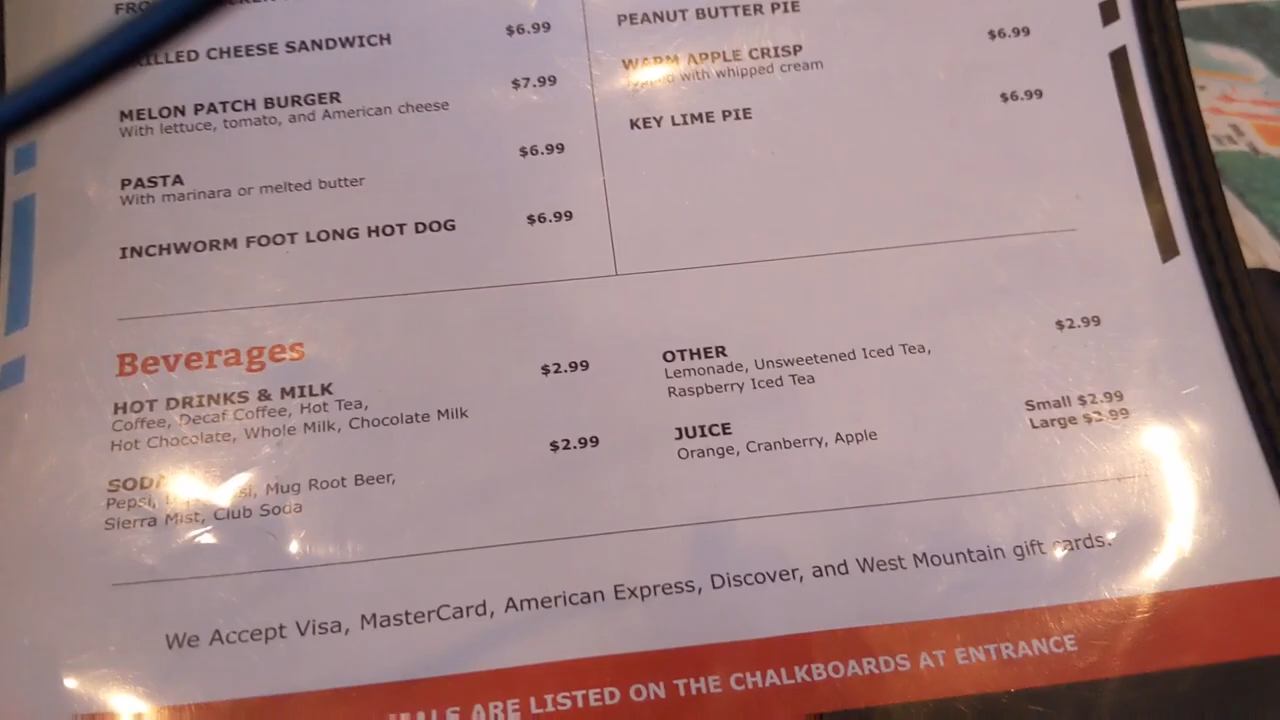 GRILLED CHEESE SANDWICH $6.99
MELON PATCH BURGER $7.99
With lettuce, tomato, and American cheese
PASTA $6.99
With marinara or melted butter
INCHWORM FOOT LONG HOT DOG $6.99
PEANUT BUTTER PIE
WARM APPLE CRISP $6.99
with whipped cream
KEY LIME PIE $6.99
Beverages
HOT DRINKS & MILK $2.99
Coffee, Decaf Coffee, Hot Tea,
Hot Chocolate, Whole Milk, Chocolate Milk
SODA $2.99
Pepsi, Mug Root Beer,
Sierra Mist, Club Soda
OTHER $2.99
Lemonade, Unsweetened Iced Tea,
Raspberry Iced Tea
JUICE Small $2.99
Orange, Cranberry, Apple Large $3.99
We Accept Visa, MasterCard, American Express, Discover, and West Mountain gift cards.
ARE LISTED ON THE CHALKBOARDS AT ENTRANCE